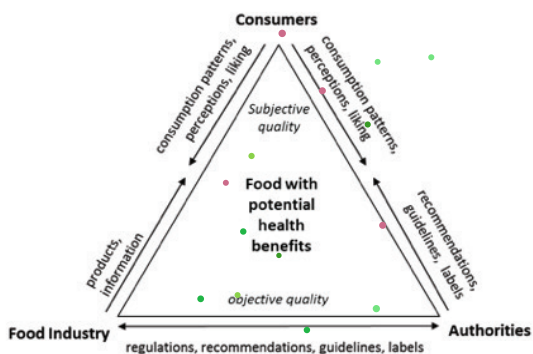 Consumers
consumption patterns,
perceptions, liking
consumption patterns,
perceptions, liking
Subjective
quality
Food with
potential
health
benefits
products,
information
recommendations,
guidelines, labels
objective quality
Food Industry
Authorities
regulations, recommendations, guidelines, labels